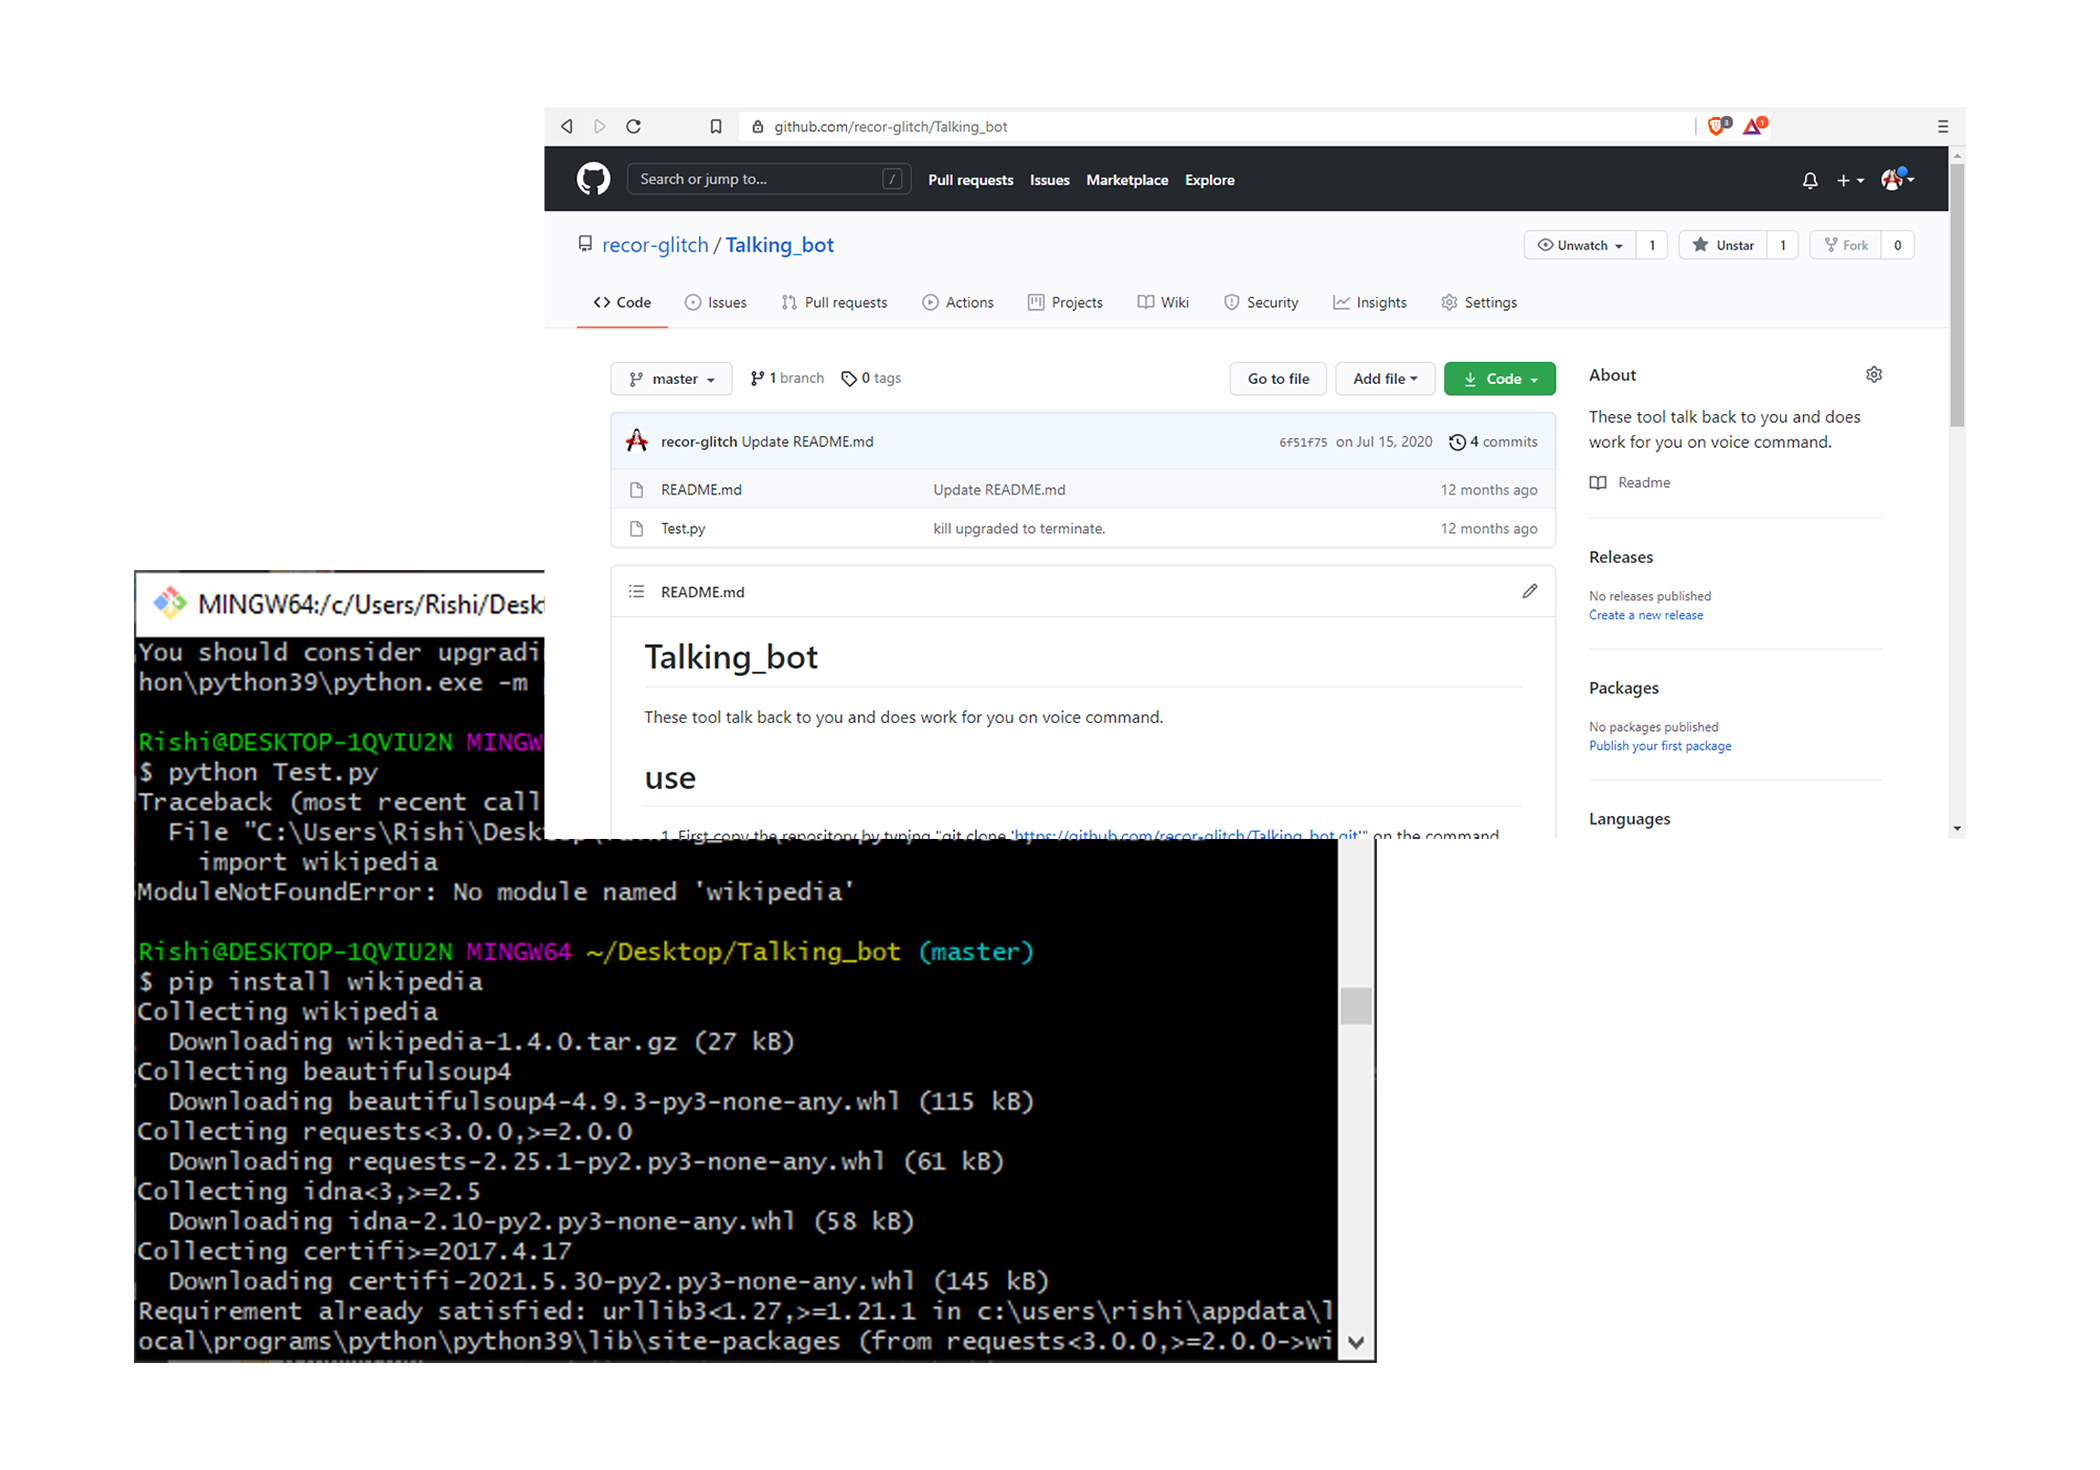 github.com/recor-glitch/Talking_bot
3
1
Search or jump to... /
Pull requests Issues Marketplace Explore
recor-glitch / Talking_bot
Unwatch 1 Unstar 1 Fork 0
Code Issues Pull requests Actions Projects Wiki Security Insights Settings
master 1 branch 0 tags Go to file Add file Code
recor-glitch Update README.md 6f51f75 on Jul 15, 2020 4 commits
README.md Update README.md 12 months ago
Test.py kill upgraded to terminate. 12 months ago
README.md
Talking_bot
These tool talk back to you and does work for you on voice command.
use
1. First copy the repository by typing "git clone 'https://github.com/recor-glitch/Talking_bot.git'" on the command
About
These tool talk back to you and does
work for you on voice command.
Readme
Releases
No releases published
Create a new release
Packages
No packages published
Publish your first package
Languages
MINGW64:/c/Users/Rishi/Deskt
You should consider upgradi
hon\python39\python.exe -m
Rishi@DESKTOP-1QVIU2N MINGW
$ python Test.py
Traceback (most recent call
File "C:\Users\Rishi\Deskt
import wikipedia
ModuleNotFoundError: No module named 'wikipedia'
Rishi@DESKTOP-1QVIU2N MINGW64 ~/Desktop/Talking_bot (master)
$ pip install wikipedia
Collecting wikipedia
Downloading wikipedia-1.4.0.tar.gz (27 kB)
Collecting beautifulsoup4
Downloading beautifulsoup4-4.9.3-py3-none-any.whl (115 kB)
Collecting requests<3.0.0,>=2.0.0
Downloading requests-2.25.1-py2.py3-none-any.whl (61 kB)
Collecting idna<3,>=2.5
Downloading idna-2.10-py2.py3-none-any.whl (58 kB)
Collecting certifi>=2017.4.17
Downloading certifi-2021.5.30-py2.py3-none-any.whl (145 kB)
Requirement already satisfied: urllib3<1.27,>=1.21.1 in c:\users\rishi\appdata\l
ocal\programs\python\python39\lib\site-packages (from requests<3.0.0,>=2.0.0->wi